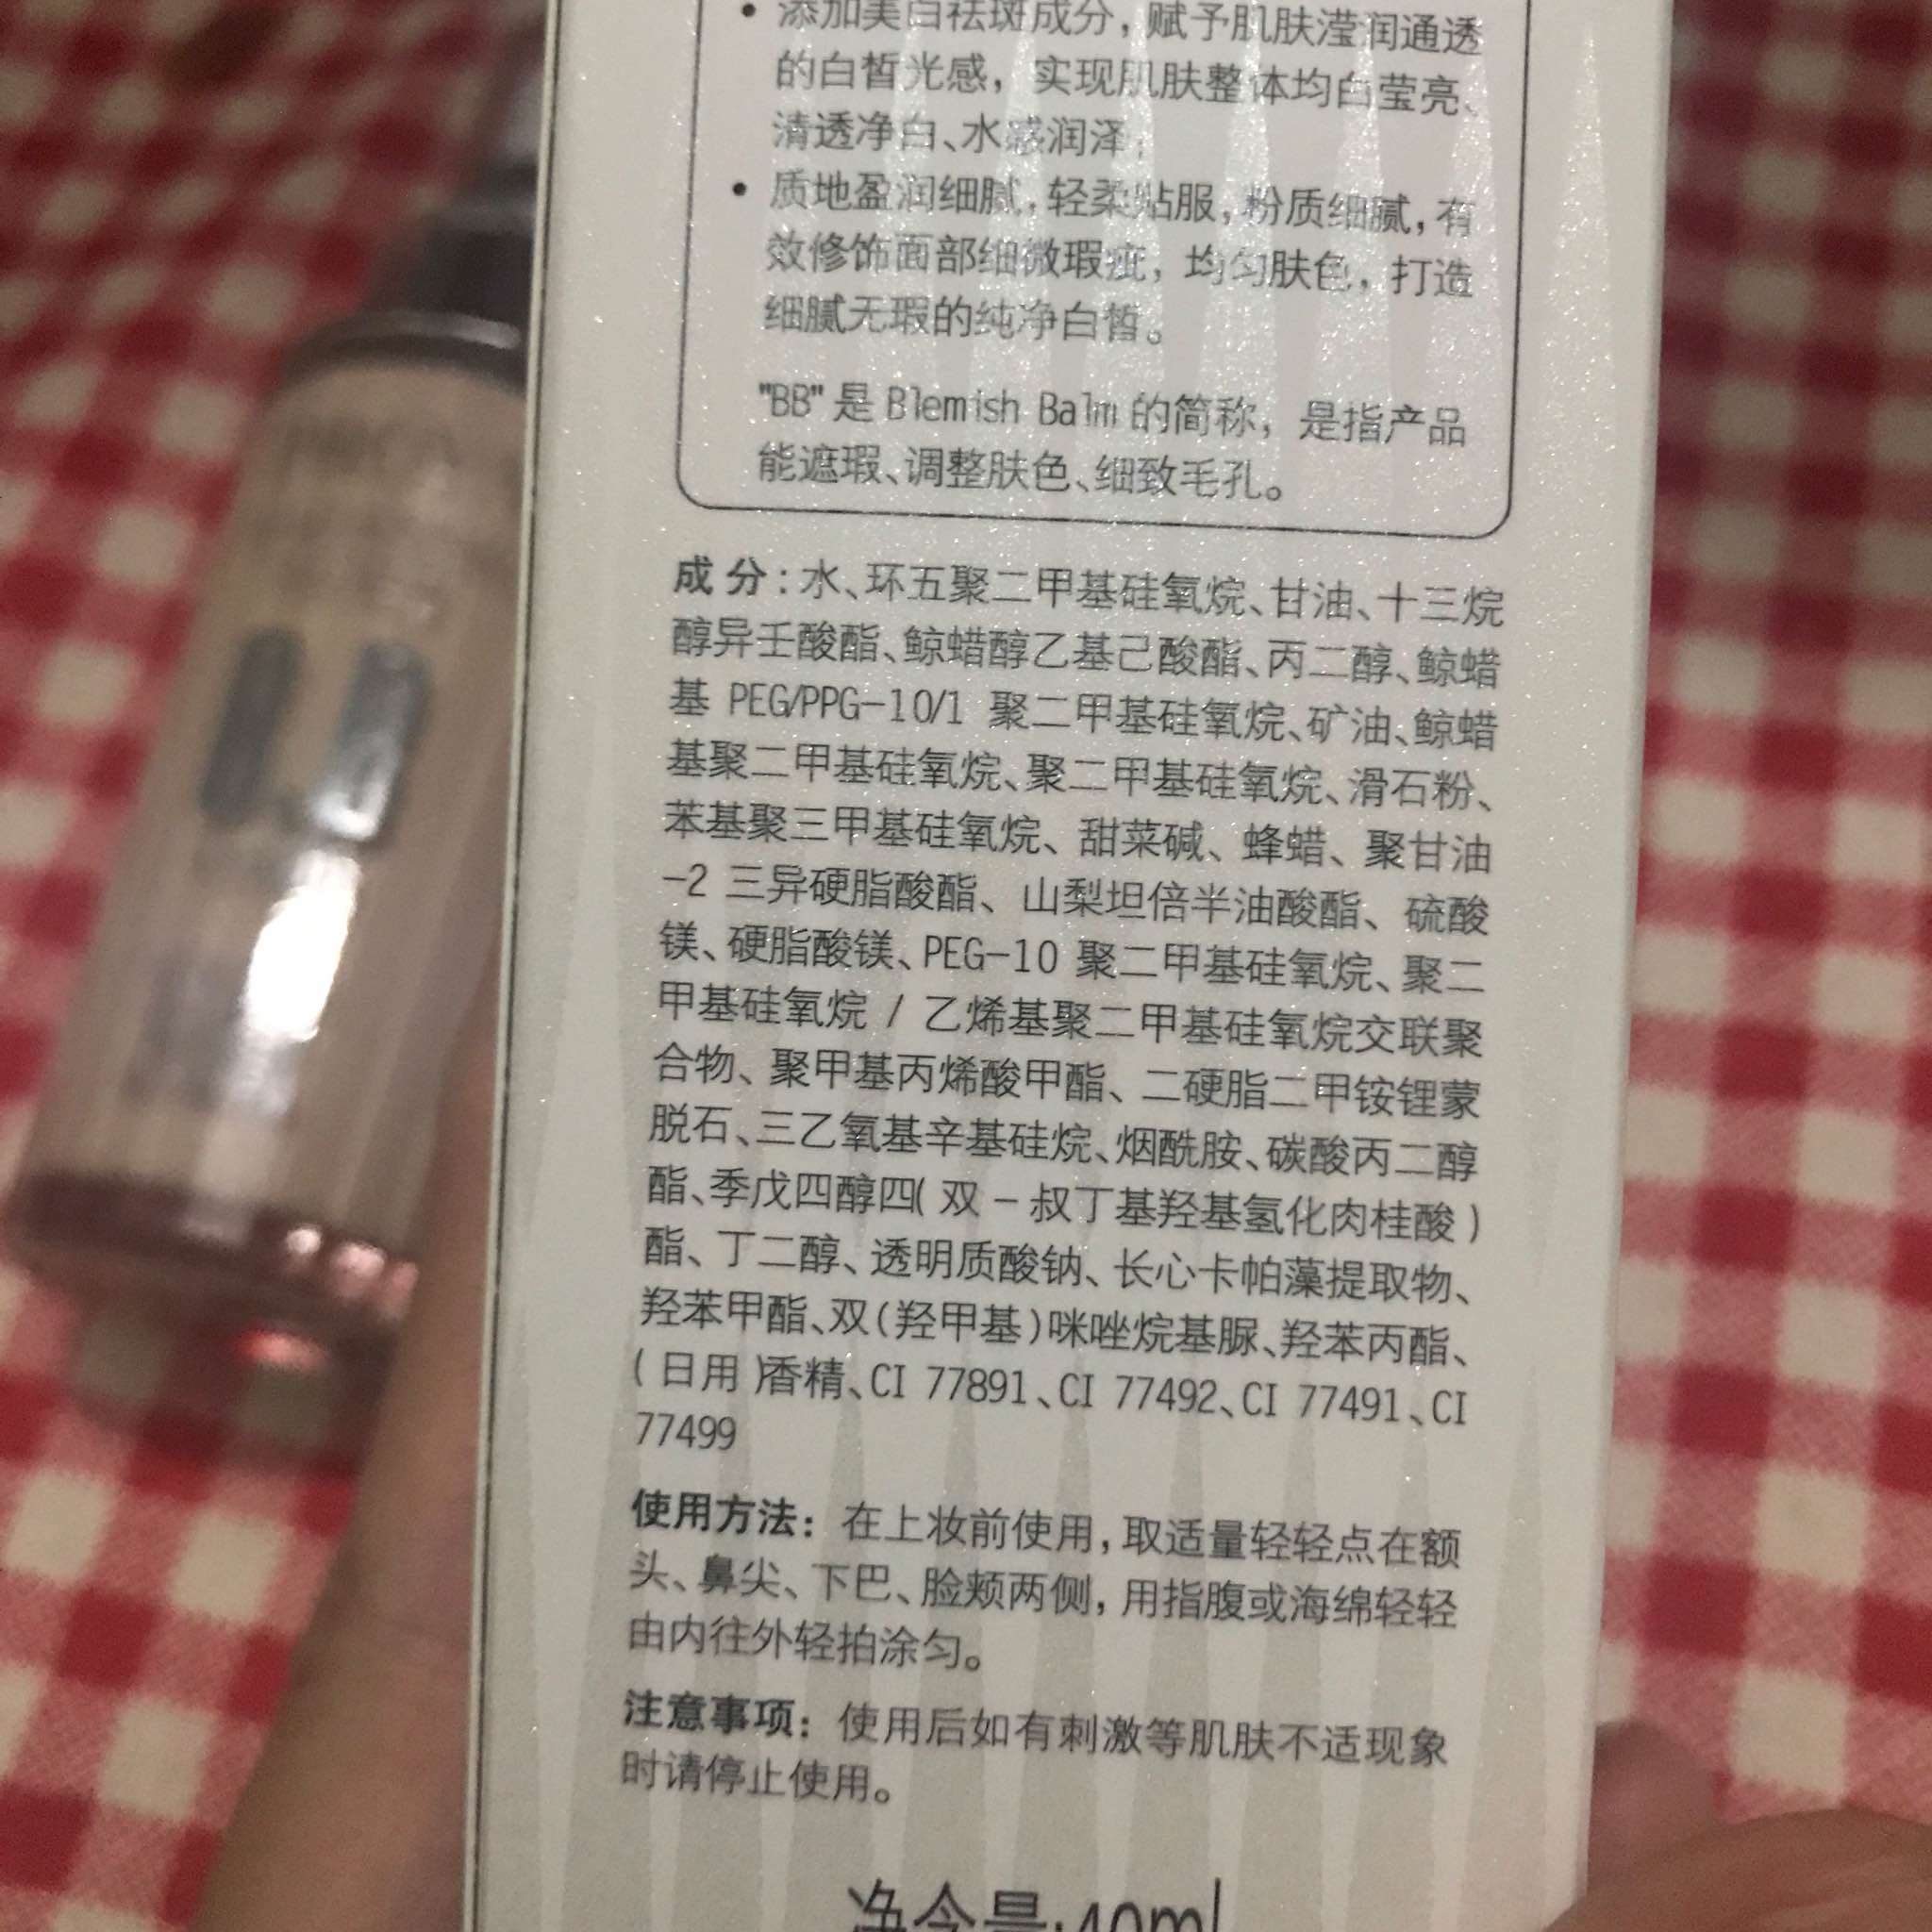 • 添加美白祛斑成分，赋予肌肤滢润通透
的白皙光感，实现肌肤整体均白莹亮、
清透净白、水感润泽；
• 质地盈润细腻，轻柔贴服，粉质细腻，有
效修饰面部细微瑕疵，均匀肤色，打造
细腻无瑕的纯净白皙。
"BB" 是 Blemish Balm 的简称，是指产品
能遮瑕、调整肤色、细致毛孔。
成分：水、环五聚二甲基硅氧烷、甘油、十三烷
醇异壬酸酯、鲸蜡醇乙基己酸酯、丙二醇、鲸蜡
基 PEG/PPG-10/1 聚二甲基硅氧烷、矿油、鲸蜡
基聚二甲基硅氧烷、聚二甲基硅氧烷、滑石粉、
苯基聚三甲基硅氧烷、甜菜碱、蜂蜡、聚甘油
-2 三异硬脂酸酯、山梨坦倍半油酸酯、硫酸
镁、硬脂酸镁、PEG-10 聚二甲基硅氧烷、聚二
甲基硅氧烷 / 乙烯基聚二甲基硅氧烷交联聚
合物、聚甲基丙烯酸甲酯、二硬脂二甲铵锂蒙
脱石、三乙氧基辛基硅烷、烟酰胺、碳酸丙二醇
酯、季戊四醇四( 双 - 叔丁基羟基氢化肉桂酸 )
酯、丁二醇、透明质酸钠、长心卡帕藻提取物、
羟苯甲酯、双(羟甲基)咪唑烷基脲、羟苯丙酯、
( 日用 )香精、CI 77891、CI 77492、CI 77491、CI
77499
使用方法：在上妆前使用，取适量轻轻点在额
头、鼻尖、下巴、脸颊两侧，用指腹或海绵轻轻
由内往外轻拍涂匀。
注意事项：使用后如有刺激等肌肤不适现象
时请停止使用。
净含量:40ml